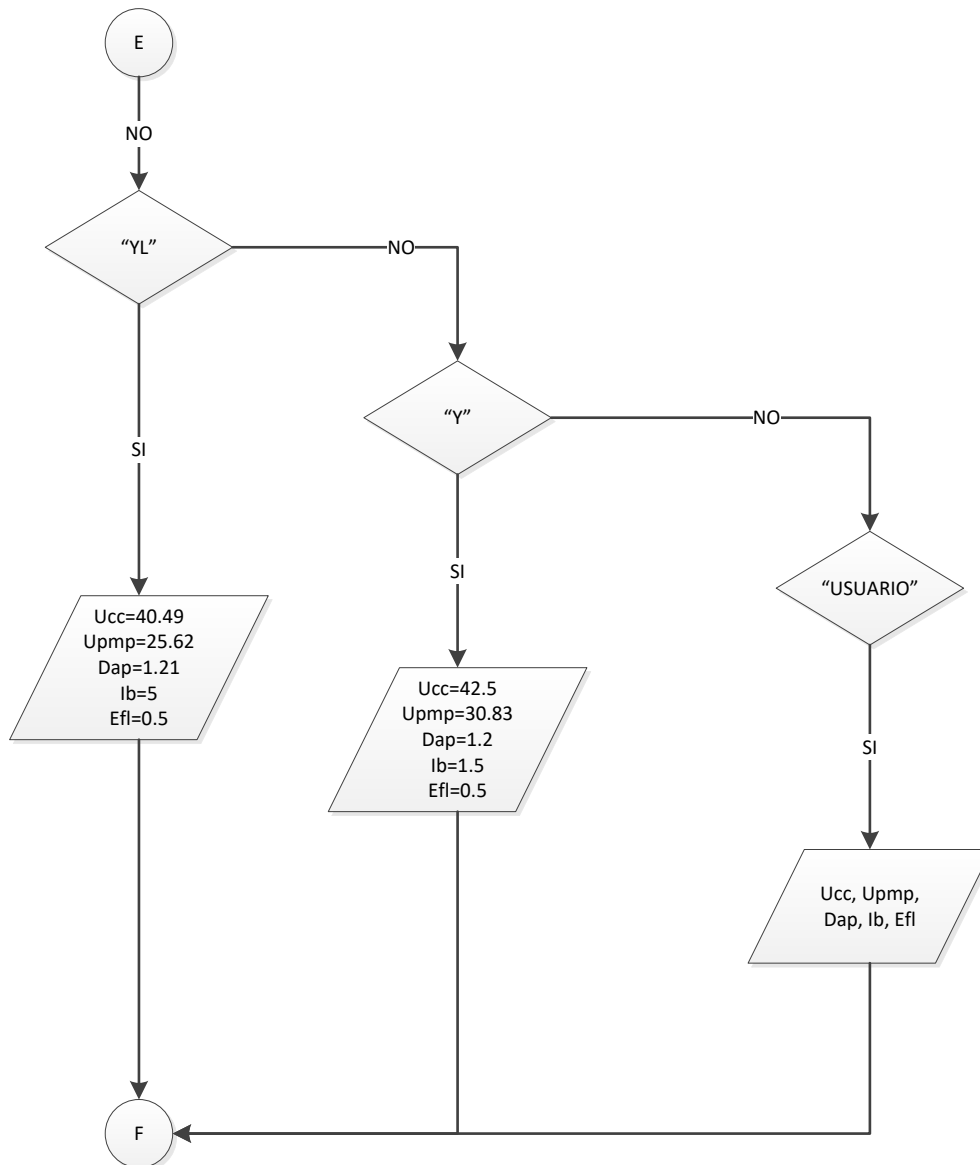 E
NO
“YL”
NO
“Y”
NO
SI
“USUARIO”
SI
Ucc=40.49
Upmp=25.62
Dap=1.21
Ib=5
Efl=0.5
Ucc=42.5
Upmp=30.83
Dap=1.2
Ib=1.5
Efl=0.5
SI
Ucc, Upmp,
Dap, Ib, Efl
F